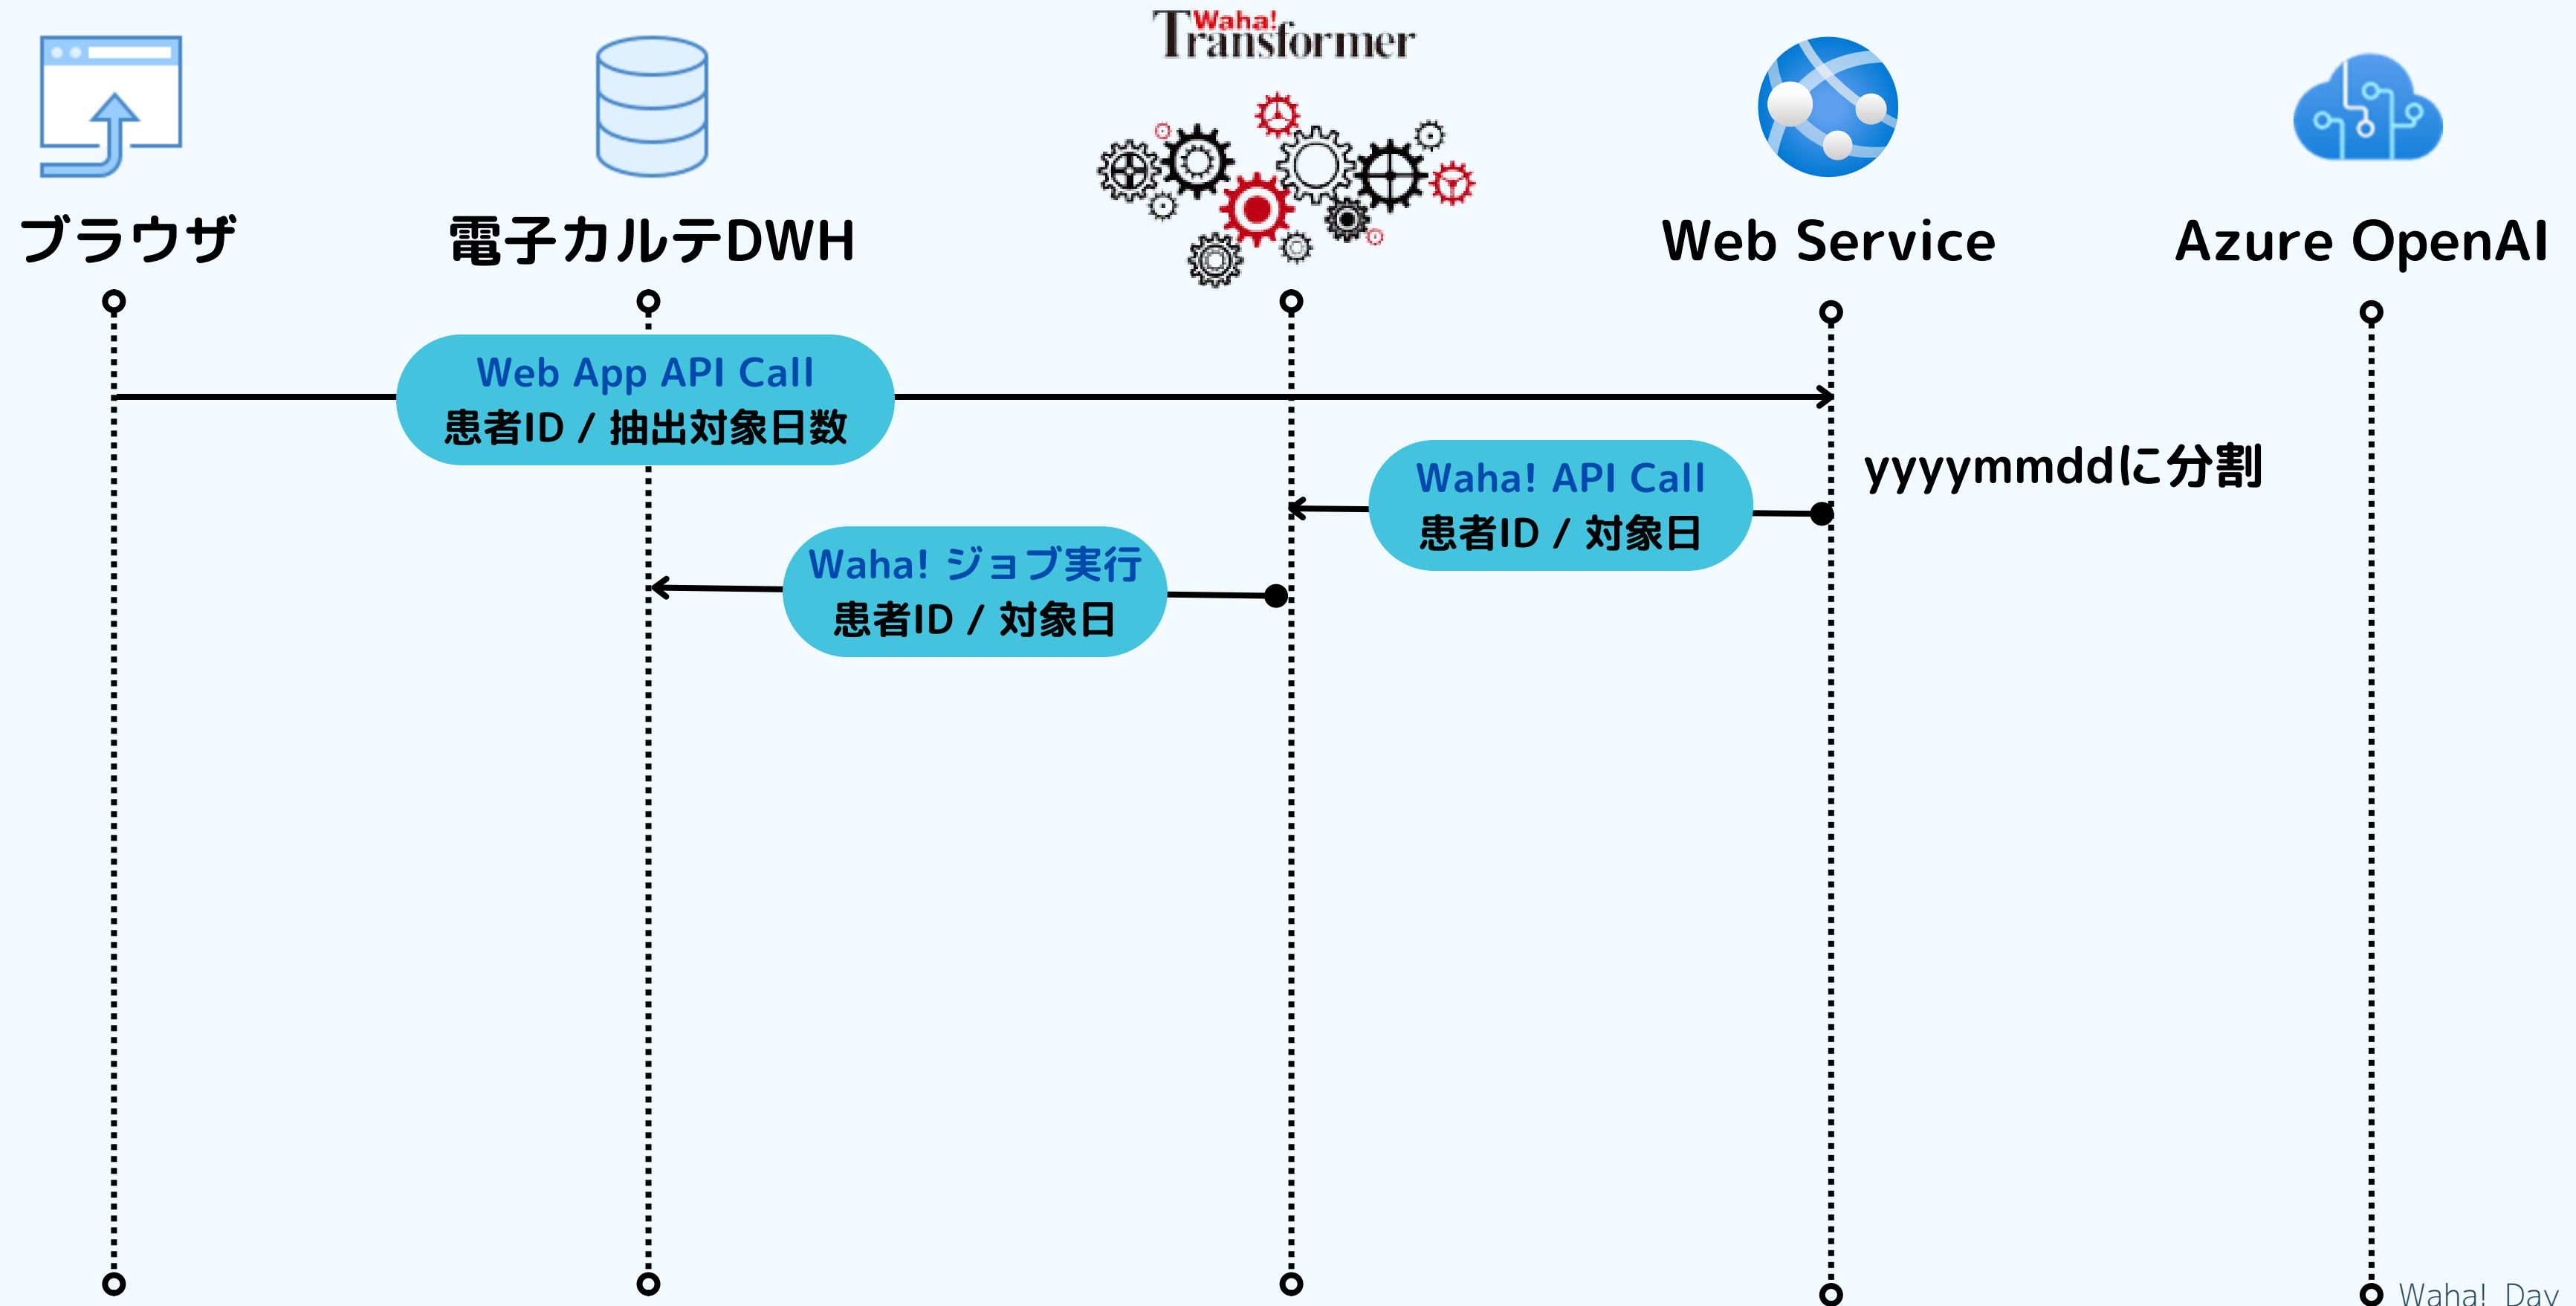 Waha!
Transformer
ブラウザ
電子カルテDWH
Web Service
Azure OpenAI
Web App API Call
患者ID / 抽出対象日数
yyyymmddに分割
Waha! API Call
患者ID / 対象日
Waha! ジョブ実行
患者ID / 対象日
Waha! Day